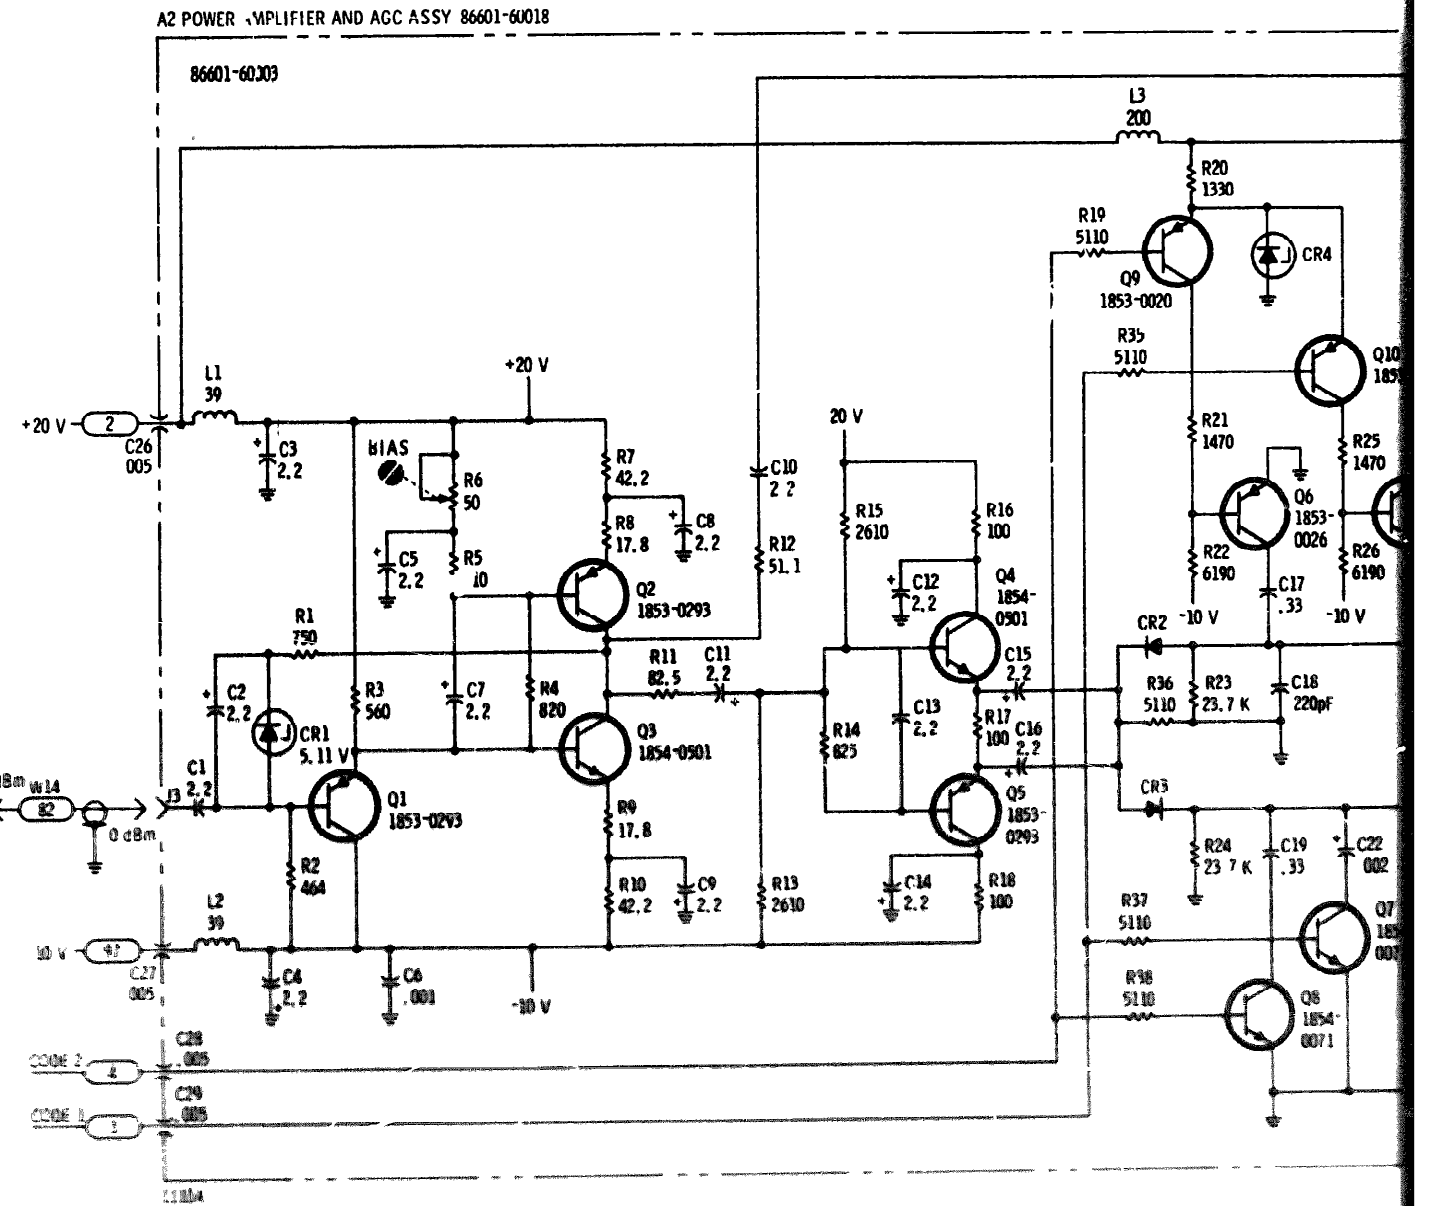 A2 POWER AMPLIFIER AND AGC ASSY 86601-60018
86601-60003
L3
200
R20
1330
R19
5110
CR4
Q9
1853-0020
R35
5110
Q10
+20 V
L1
39
+20 V
2
C26
005
C3
2.2
BIAS
R6
50
R7
42.2
C8
2.2
R8
17.8
C5
2.2
R5
10
Q2
1853-0293
C10
2 2
R12
51.1
20 V
R15
2610
R16
100
C12
2.2
Q4
1854-
0501
R21
1470
R25
1470
Q6
1853-
0026
R22
6190
R26
6190
C17
.33
-10 V
-10 V
R1
750
C2
2.2
CR1
5.11 V
R3
560
C7
2.2
R4
820
R11
82.5
C11
2.2
Q3
1854-0501
C13
2.2
R14
825
C15
2.2
R17
100
C16
2.2
CR2
R36
5110
R23
23.7 K
C18
220pF
CR3
dBm
W14
82
0 dBm
J3
C1
2.2
Q1
1853-0293
R9
17.8
Q5
1853-
0293
R2
464
R10
42.2
C9
2.2
R13
2610
C14
2.2
R18
100
R24
23 7 K
C19
.33
C22
002
L2
39
10 V
C27
005
C4
2.2
C6
.001
-10 V
R37
5110
Q7
R38
5110
Q8
1854-
0071
CODE 2
4
C28
.005
CODE 1
3
C29
.005